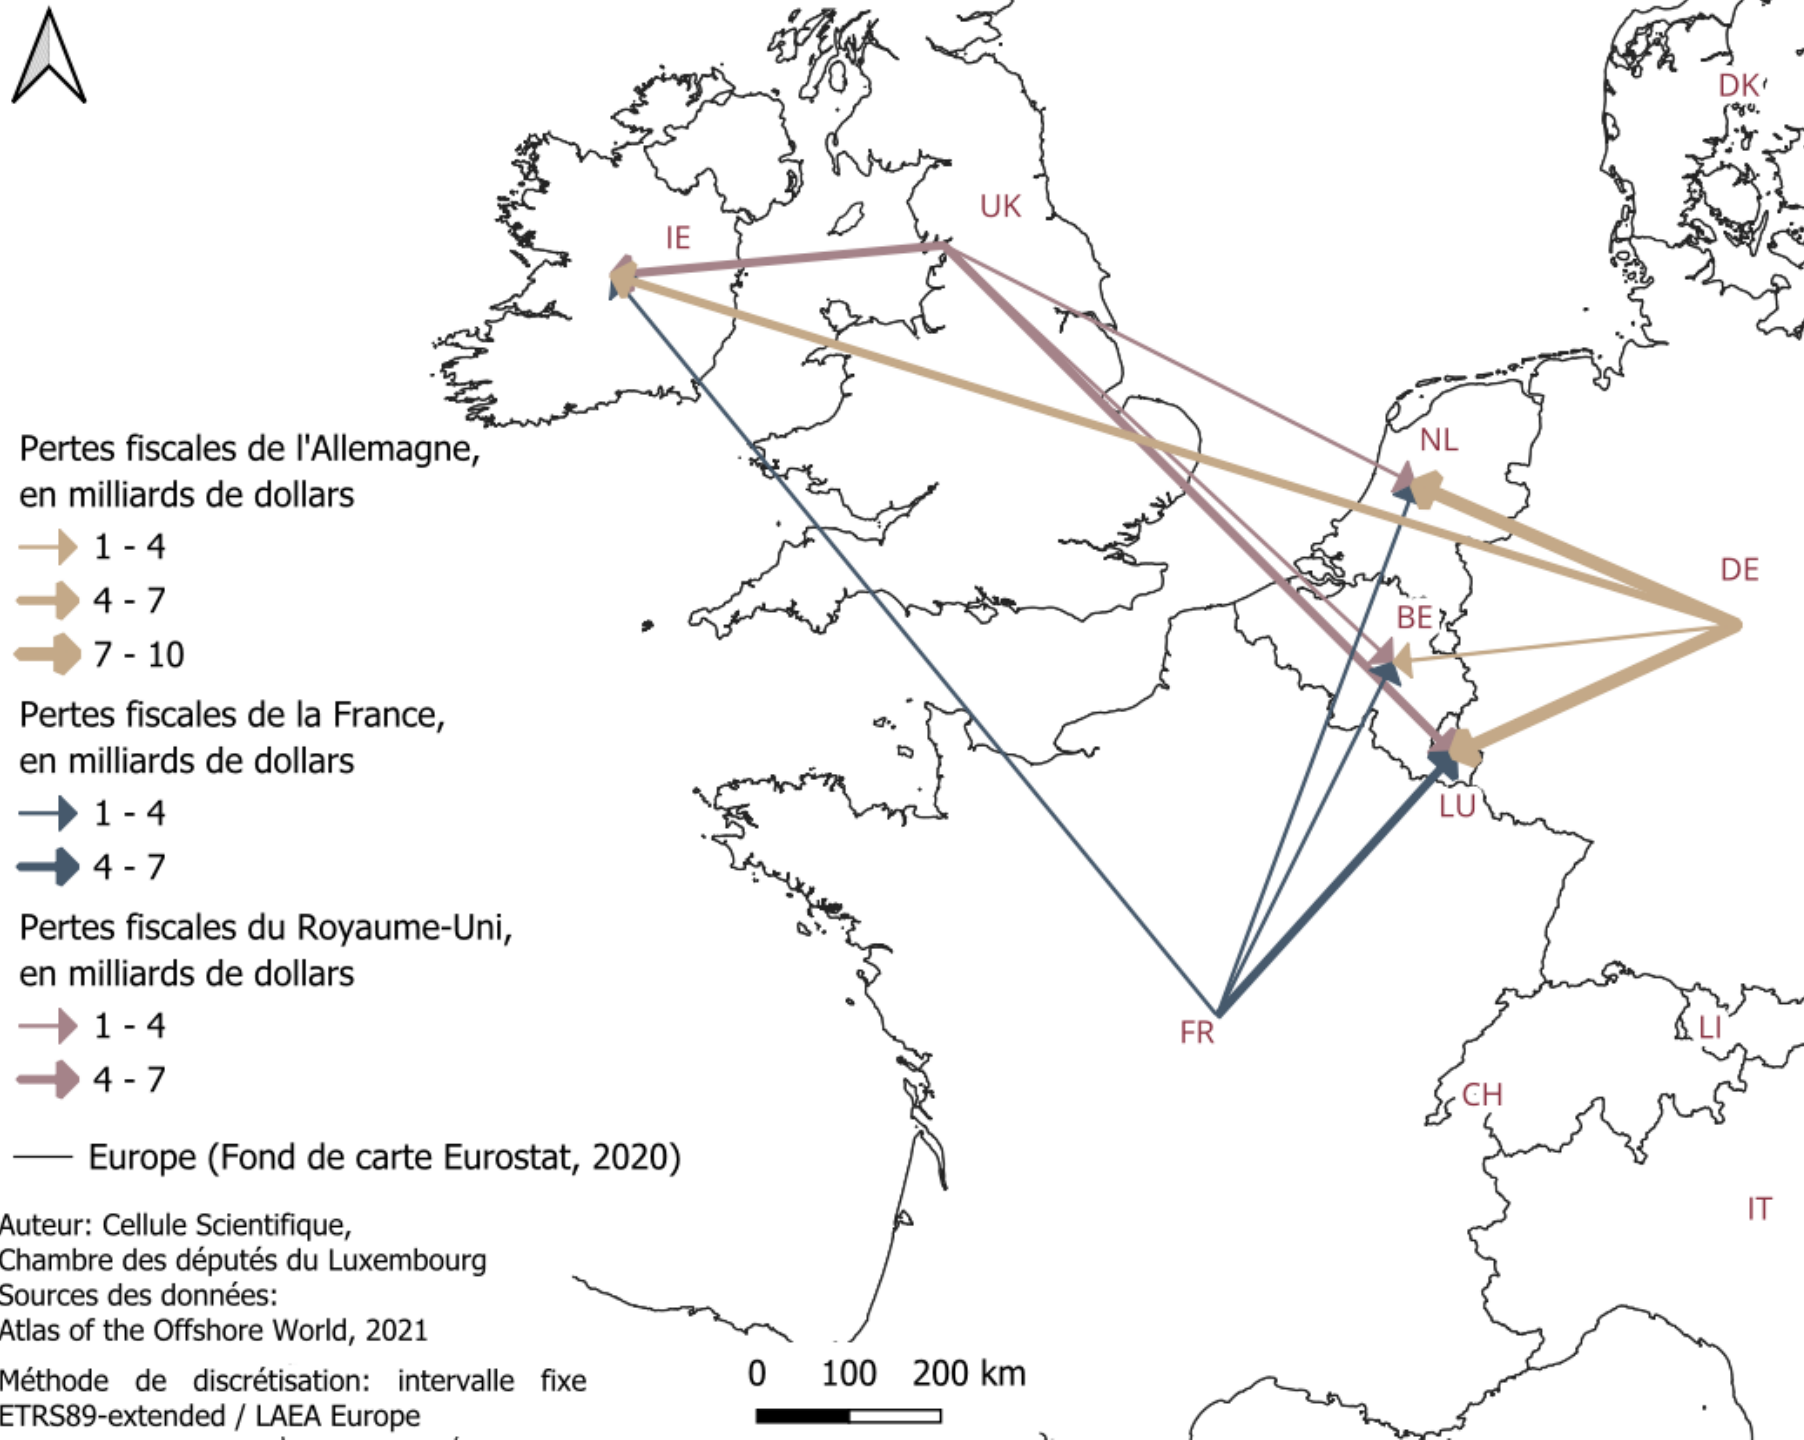 DK
UK
IE
NL
DE
BE
LU
FR
LI
CH
IT
Pertes fiscales de l'Allemagne,
en milliards de dollars
1 - 4
4 - 7
7 - 10
Pertes fiscales de la France,
en milliards de dollars
1 - 4
4 - 7
Pertes fiscales du Royaume-Uni,
en milliards de dollars
1 - 4
4 - 7
Europe (Fond de carte Eurostat, 2020)
Auteur: Cellule Scientifique,
Chambre des députés du Luxembourg
Sources des données:
Atlas of the Offshore World, 2021
Méthode de discrétisation: intervalle fixe
ETRS89-extended / LAEA Europe
0 100 200 km